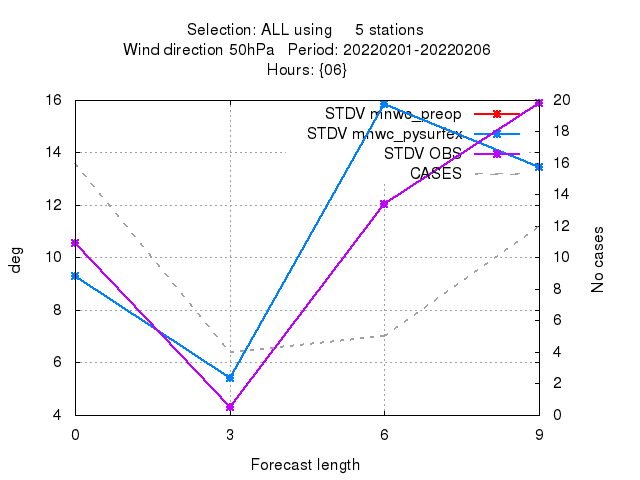 Selection: ALL using     5 stations
Wind direction 50hPa   Period: 20220201-20220206
Hours: {06}
STDV mnwc_preop
STDV mnwc_pysurfex
STDV OBS
CASES
16
14
12
10
8
6
4
deg
20
18
16
14
12
10
8
6
4
2
0
No cases
0 3 6 9
Forecast length